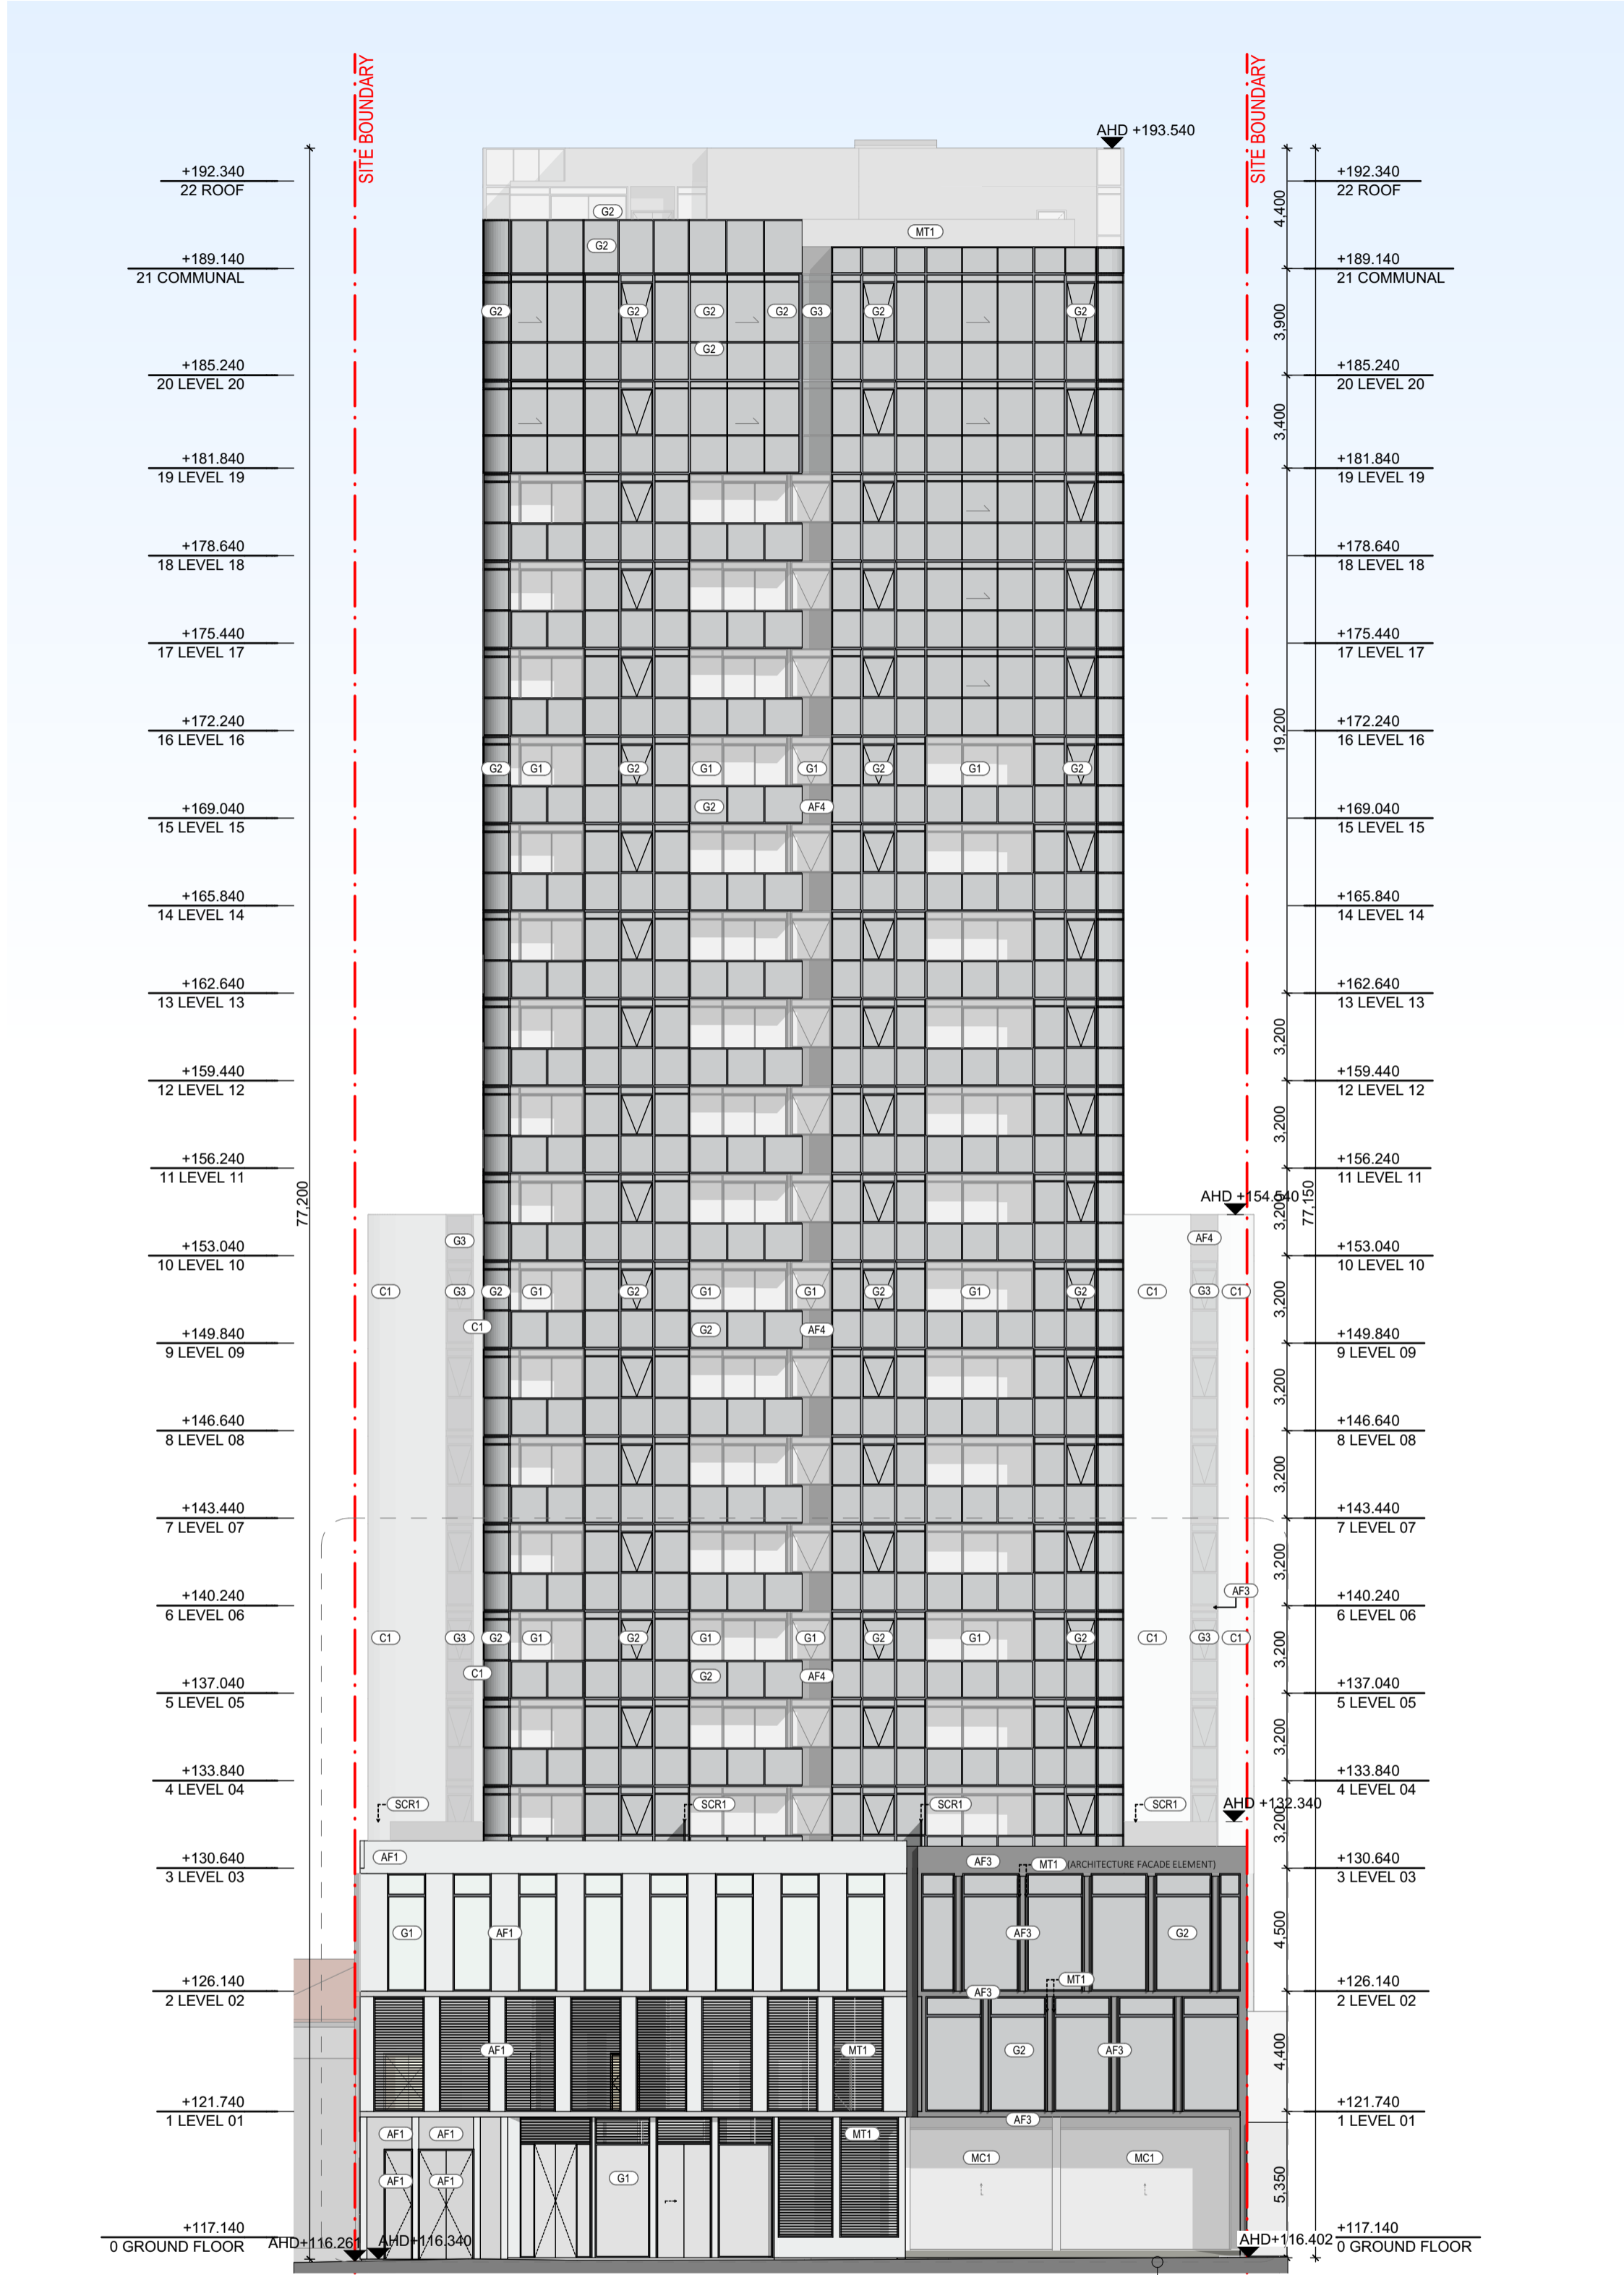 SITE BOUNDARY
SITE BOUNDARY
AHD +193.540
+192.340
22 ROOF
+192.340
22 ROOF
4,400
G2
G2
MT1
+189.140
21 COMMUNAL
+189.140
21 COMMUNAL
G2
G2
G2
G2
G3
G2
G2
3,900
G2
+185.240
20 LEVEL 20
+185.240
20 LEVEL 20
3,400
+181.840
19 LEVEL 19
+181.840
19 LEVEL 19
+178.640
18 LEVEL 18
+178.640
18 LEVEL 18
+175.440
17 LEVEL 17
+175.440
17 LEVEL 17
+172.240
16 LEVEL 16
19,200
+172.240
16 LEVEL 16
G2
G1
G2
G1
G1
G2
G1
G2
G2
AF4
+169.040
15 LEVEL 15
+169.040
15 LEVEL 15
+165.840
14 LEVEL 14
+165.840
14 LEVEL 14
+162.640
13 LEVEL 13
+162.640
13 LEVEL 13
3,200
+159.440
12 LEVEL 12
+159.440
12 LEVEL 12
3,200
+156.240
11 LEVEL 11
+156.240
11 LEVEL 11
77,200
AHD +154.540
3,200
77,150
G3
AF4
+153.040
10 LEVEL 10
+153.040
10 LEVEL 10
C1
G3
G2
G1
G2
G1
G1
G2
G1
G2
C1
G3
C1
3,200
C1
G2
AF4
+149.840
9 LEVEL 09
+149.840
9 LEVEL 09
3,200
+146.640
8 LEVEL 08
+146.640
8 LEVEL 08
3,200
+143.440
7 LEVEL 07
+143.440
7 LEVEL 07
3,200
AF3
+140.240
6 LEVEL 06
+140.240
6 LEVEL 06
C1
G3
G2
G1
G2
G1
G1
G2
G1
G2
C1
G3
C1
3,200
C1
G2
AF4
+137.040
5 LEVEL 05
+137.040
5 LEVEL 05
3,200
+133.840
4 LEVEL 04
+133.840
4 LEVEL 04
SCR1
SCR1
SCR1
SCR1
AHD +132.340
3,200
AF1
AF3
MT1
(ARCHITECTURE FACADE ELEMENT)
+130.640
3 LEVEL 03
+130.640
3 LEVEL 03
G1
AF1
AF3
G2
4,500
MT1
AF3
+126.140
2 LEVEL 02
+126.140
2 LEVEL 02
AF1
MT1
G2
AF3
4,400
+121.740
1 LEVEL 01
AF3
+121.740
1 LEVEL 01
AF1
AF1
MT1
MC1
MC1
AF1
AF1
G1
5,350
+117.140
0 GROUND FLOOR
AHD+116.261
AHD+116.340
AHD+116.402
+117.140
0 GROUND FLOOR